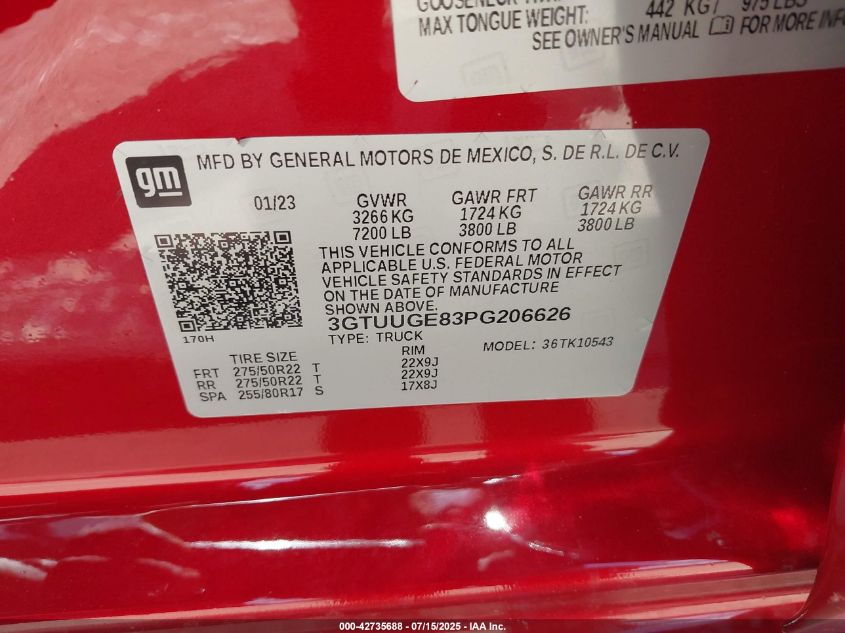 MAX TONGUE WEIGHT: 442 KG / 975 LBS
SEE OWNER'S MANUAL FOR MORE INFO
gm
MFD BY GENERAL MOTORS DE MEXICO, S. DE R.L. DE C.V.
01/23 GVWR GAWR FRT GAWR RR
3266 KG 1724 KG 1724 KG
7200 LB 3800 LB 3800 LB
THIS VEHICLE CONFORMS TO ALL
APPLICABLE U.S. FEDERAL MOTOR
VEHICLE SAFETY STANDARDS IN EFFECT
ON THE DATE OF MANUFACTURE
SHOWN ABOVE.
170H
3GTUUGE83PG206626
TYPE: TRUCK MODEL: 36TK10543
TIRE SIZE RIM
FRT 275/50R22 T 22X9J
RR 275/50R22 T 22X9J
SPA 255/80R17 S 17X8J
000-42735688 - 07/15/2025 - IAA Inc.